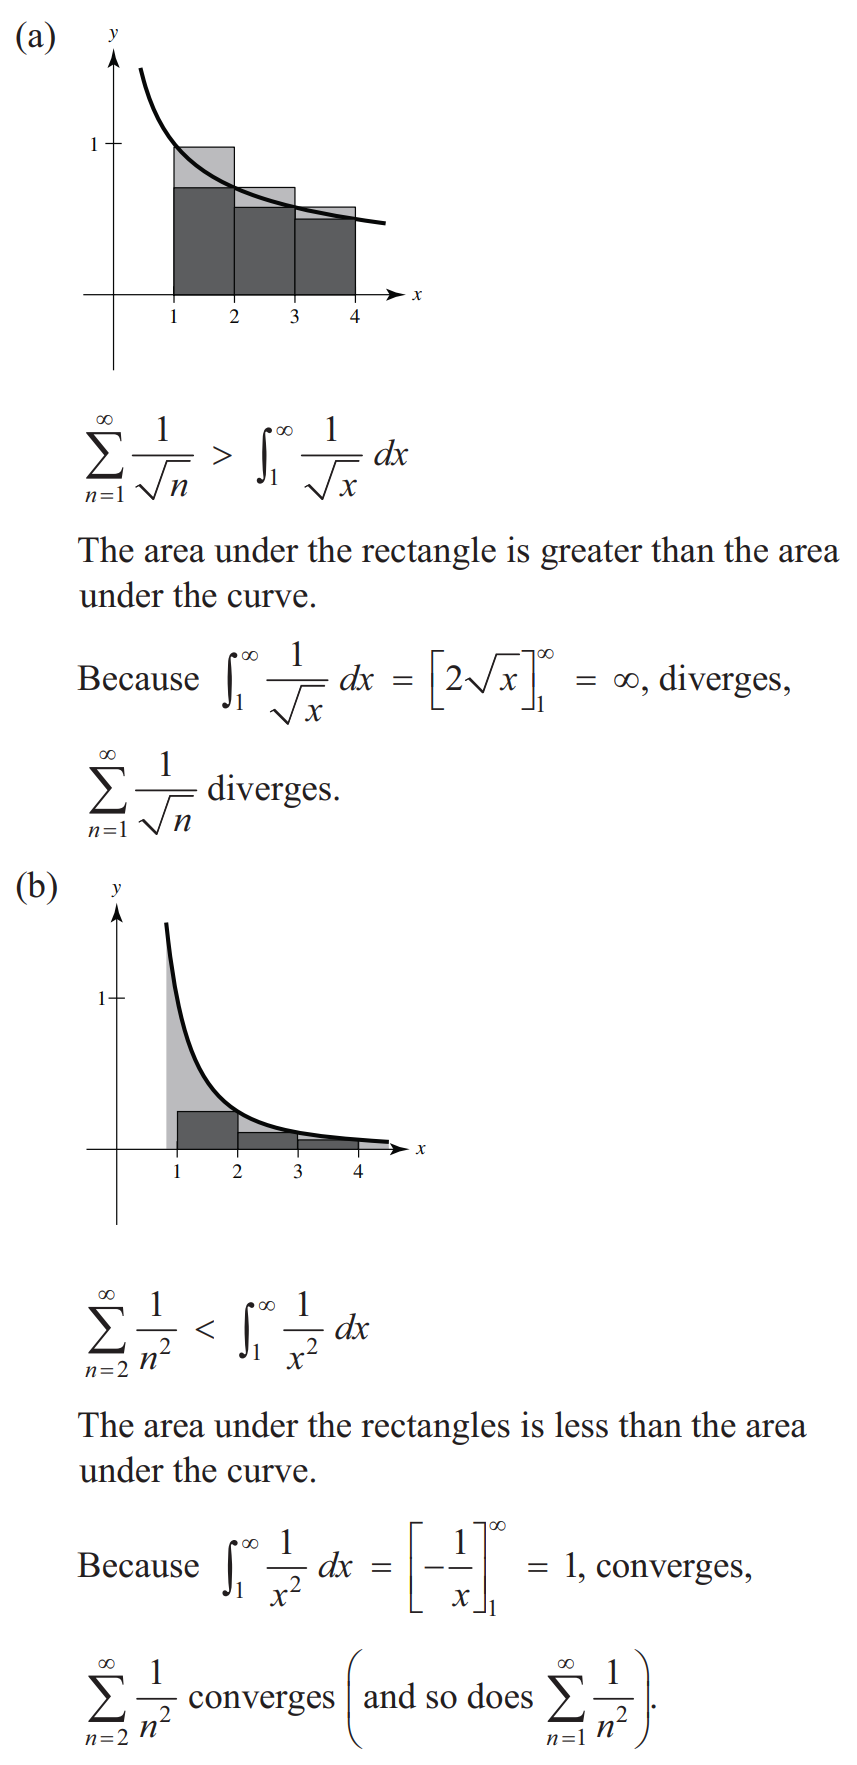 (a)
y
1
x
1 2 3 4
∑_{n=1}^{∞} 1/√n > ∫_1^∞ 1/√x dx
The area under the rectangle is greater than the area
under the curve.
Because ∫_1^∞ 1/√x dx = [2√x]_1^∞ = ∞, diverges,
∑_{n=1}^{∞} 1/√n diverges.
(b)
y
1
x
1 2 3 4
∑_{n=2}^{∞} 1/n² < ∫_1^∞ 1/x² dx
The area under the rectangles is less than the area
under the curve.
Because ∫_1^∞ 1/x² dx = [−1/x]_1^∞ = 1, converges,
∑_{n=2}^{∞} 1/n² converges (and so does ∑_{n=1}^{∞} 1/n²).